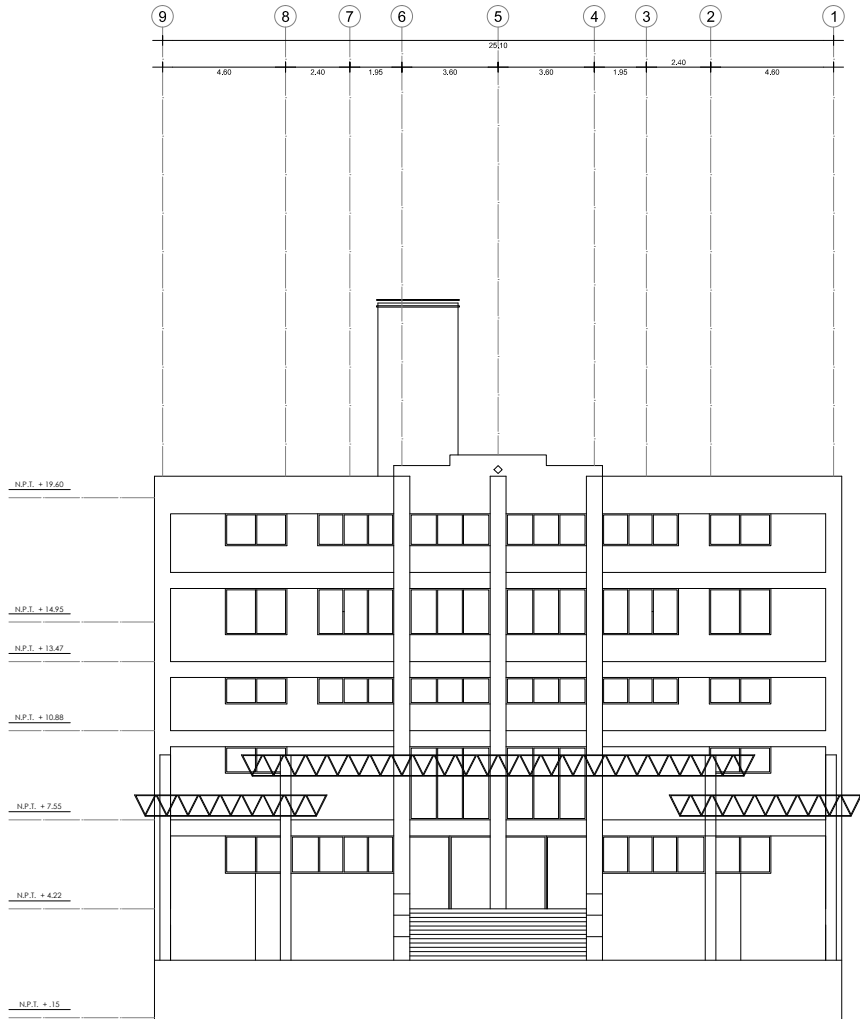 9 8 7 6 5 4 3 2 1
25.10
4.60 2.40 1.95 3.60 3.60 1.95 2.40 4.60
N.P.T. + 19.60
N.P.T. + 14.95
N.P.T. + 13.47
N.P.T. + 10.88
N.P.T. + 7.55
N.P.T. + 4.22
N.P.T. + .15